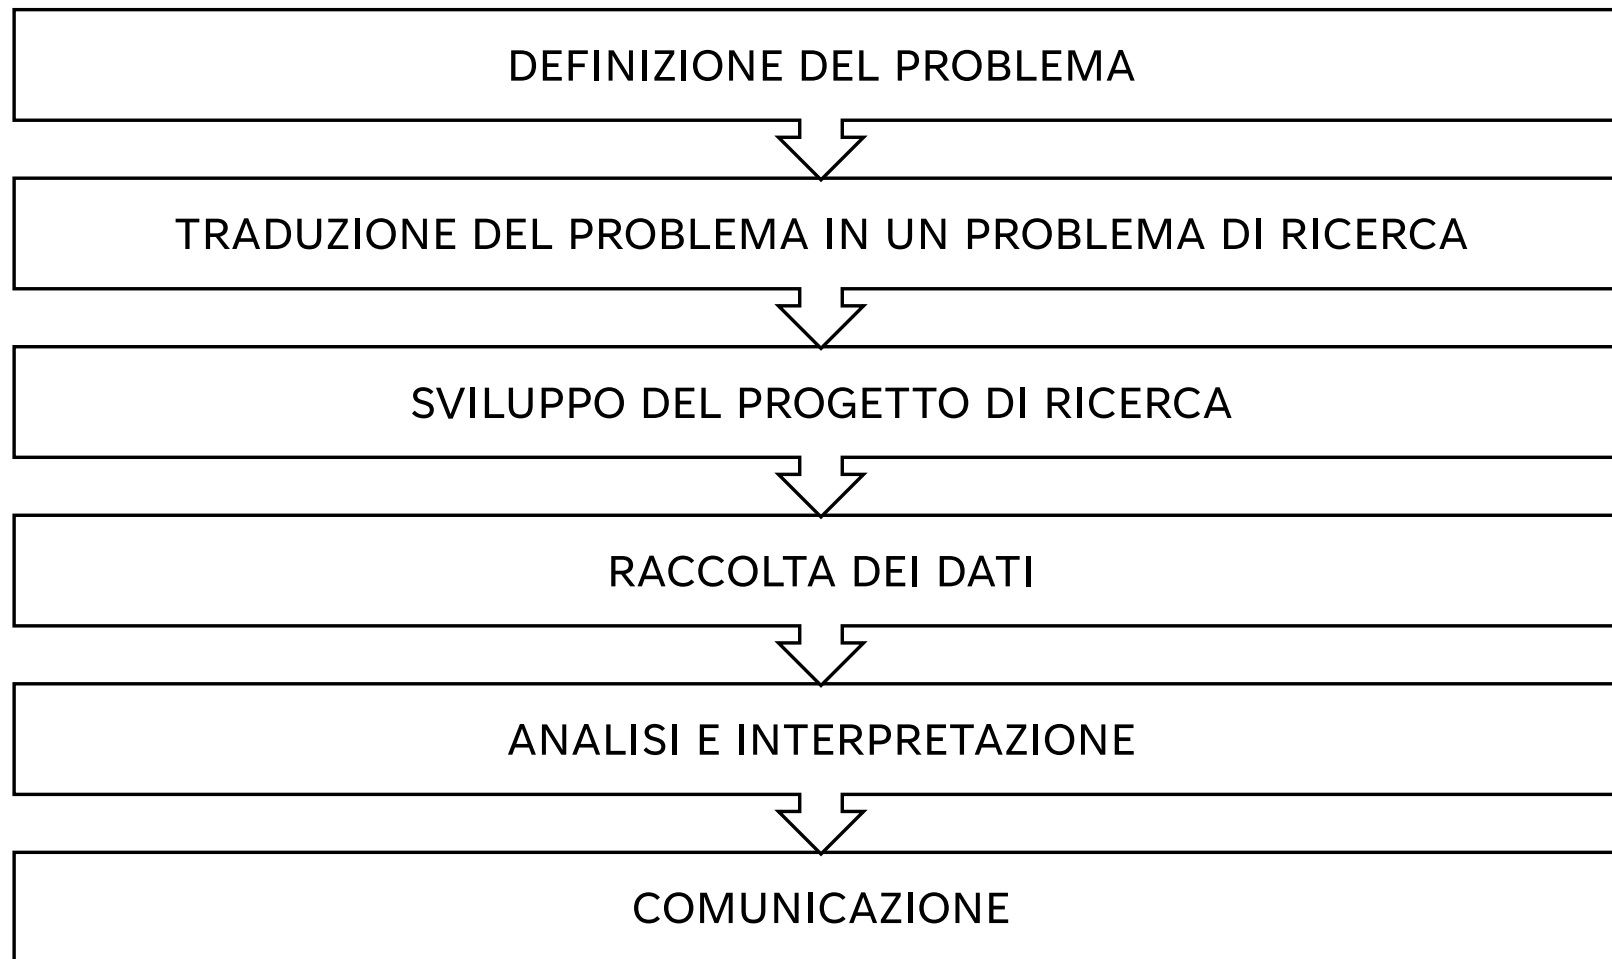 DEFINIZIONE DEL PROBLEMA
TRADUZIONE DEL PROBLEMA IN UN PROBLEMA DI RICERCA
SVILUPPO DEL PROGETTO DI RICERCA
RACCOLTA DEI DATI
ANALISI E INTERPRETAZIONE
COMUNICAZIONE